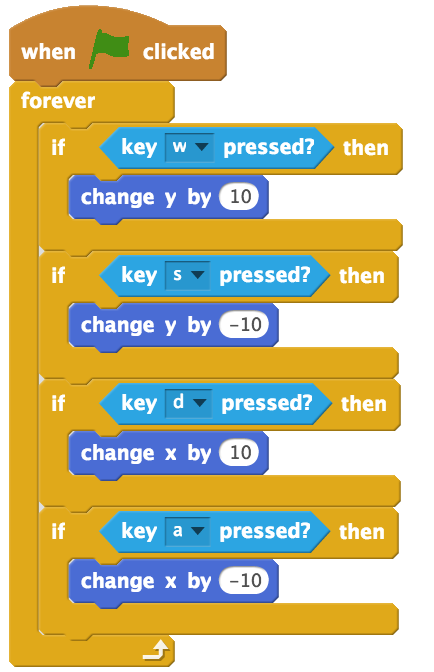 when clicked
forever
if key w pressed? then
change y by 10
if key s pressed? then
change y by -10
if key d pressed? then
change x by 10
if key a pressed? then
change x by -10